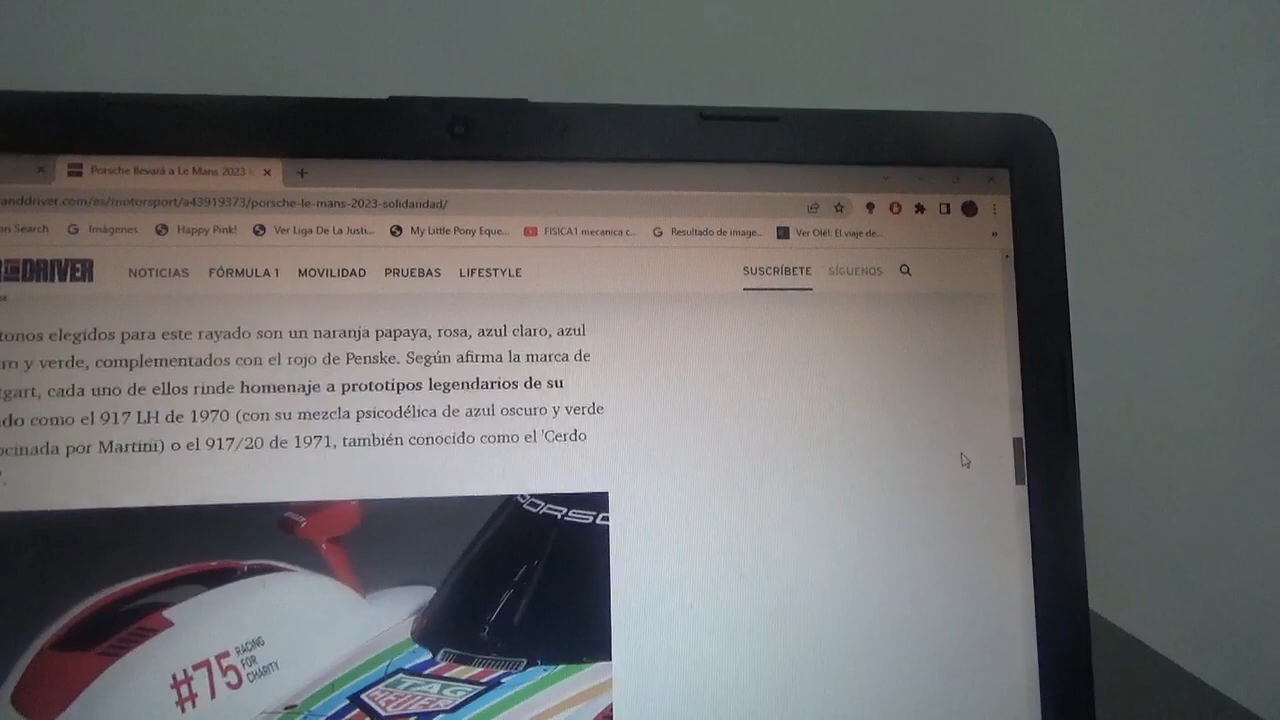 Porsche llevará a Le Mans 2023
anddriver.com/es/motorsport/a43919373/porsche-le-mans-2023-solidaridad/
on Search Imágenes Happy Pink! Ver Liga De La Justi... My Little Pony Eque... FISICA1 mecanica c... Resultado de image... Ver Olé!: El viaje de... »
DRIVER NOTICIAS FÓRMULA 1 MOVILIDAD PRUEBAS LIFESTYLE SUSCRÍBETE SÍGUENOS
tonos elegidos para este rayado son un naranja papaya, rosa, azul claro, azul
ro y verde, complementados con el rojo de Penske. Según afirma la marca de
tgart, cada uno de ellos rinde homenaje a prototipos legendarios de su
do como el 917 LH de 1970 (con su mezcla psicodélica de azul oscuro y verde
ocinada por Martini) o el 917/20 de 1971, también conocido como el 'Cerdo
'.
PORSC
#75 RACING
FOR
CHARITY
TAG
HEUER